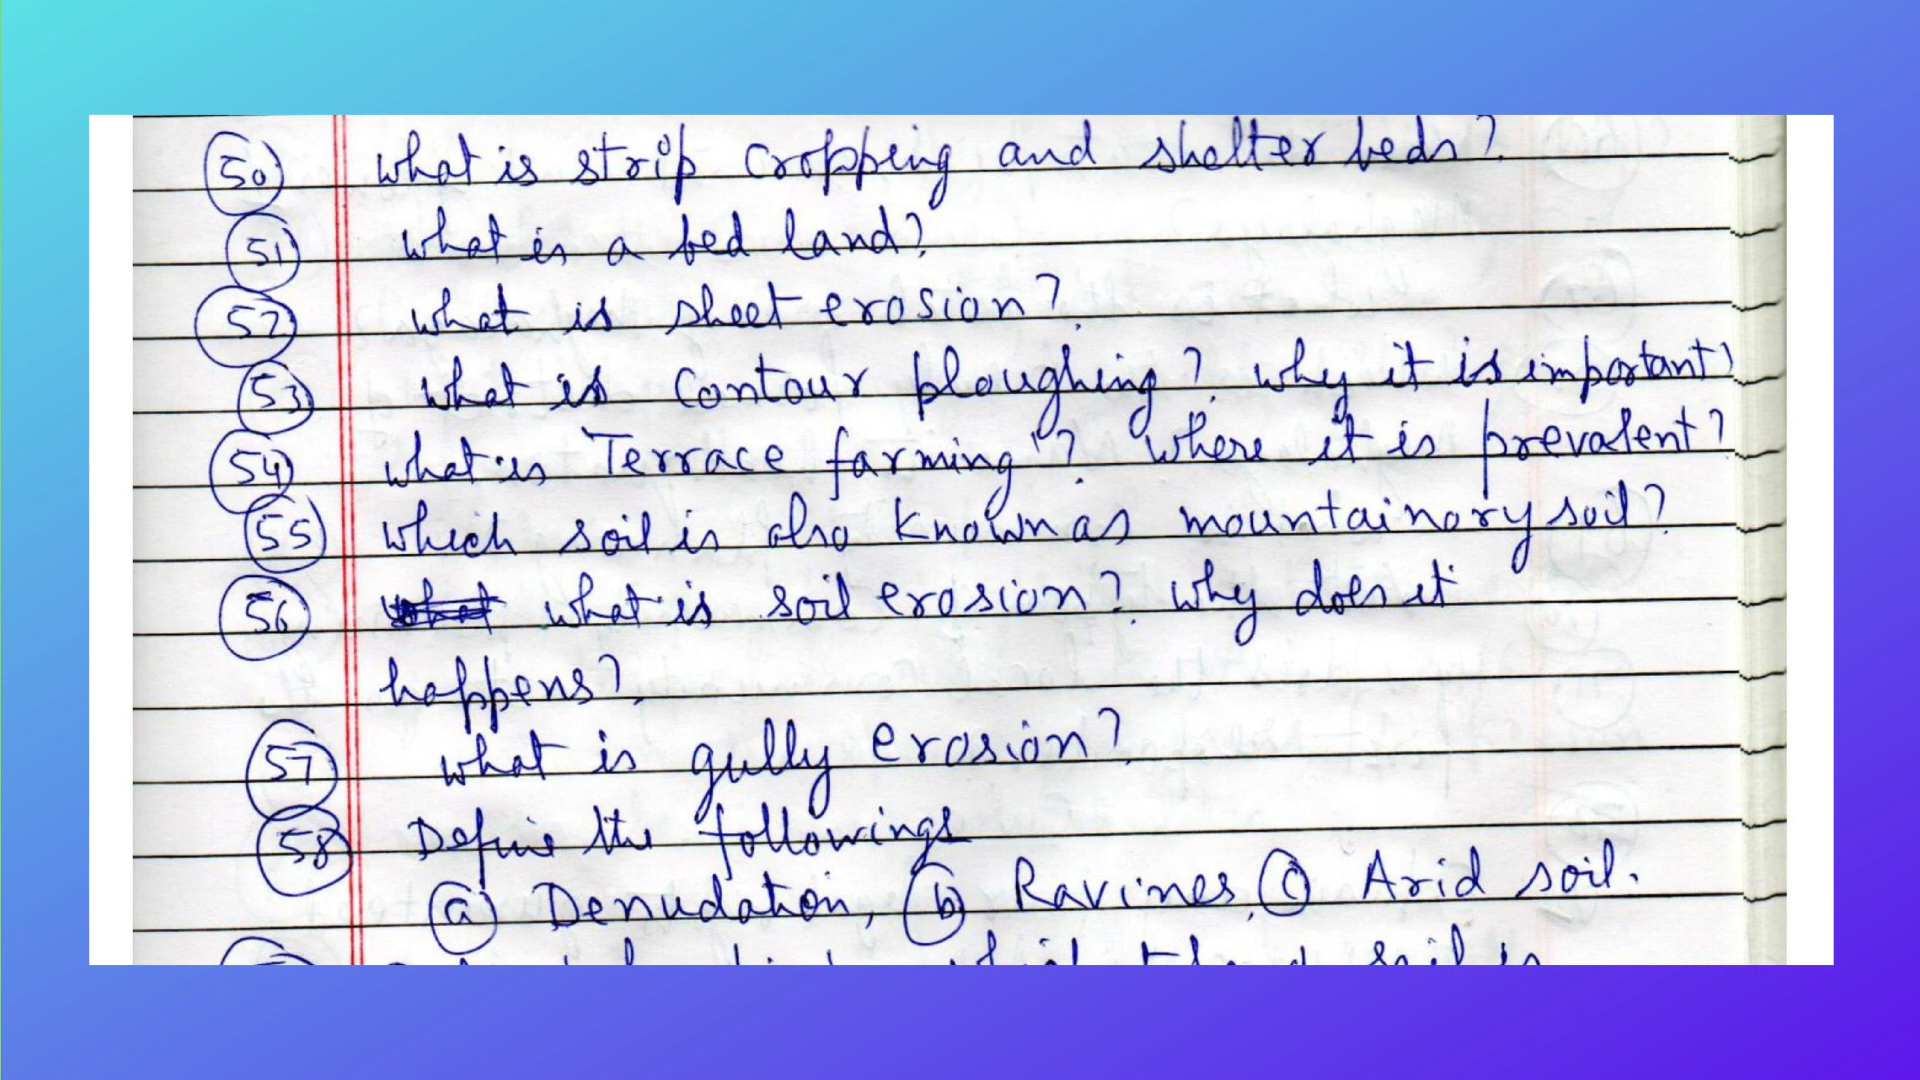 50 What is strip cropping and shelter beds?
51 What is a bed land?
52 What is sheet erosion?
53 What is Contour ploughing? Why it is important?
54 What is 'Terrace farming'? Where it is prevalent?
55 Which soil is also known as mountainory soil?
56 What is soil erosion? Why does it
happens?
57 What is gully erosion?
58 Define the followings
(a) Denudation, (b) Ravines, (c) Arid soil.